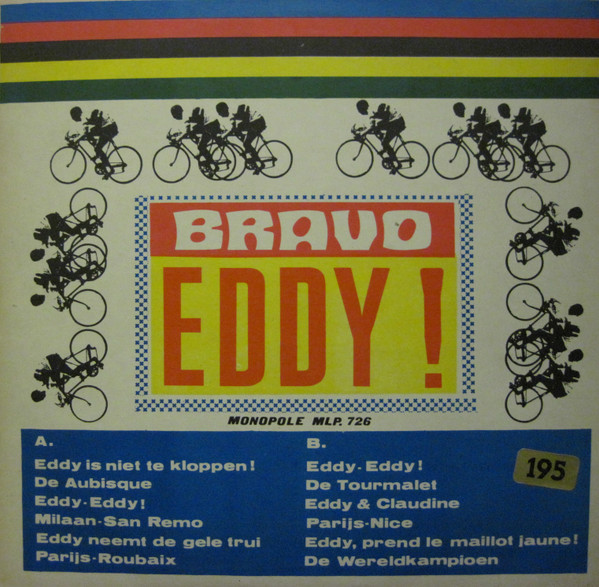 BRAVO
EDDY!
MONOPOLE MLP. 726
A.
Eddy is niet te kloppen!
De Aubisque
Eddy-Eddy!
Milaan-San Remo
Eddy neemt de gele trui
Parijs-Roubaix
B.
Eddy-Eddy!
De Tourmalet
Eddy & Claudine
Parijs-Nice
Eddy, prend le maillot jaune!
De Wereldkampioen
195